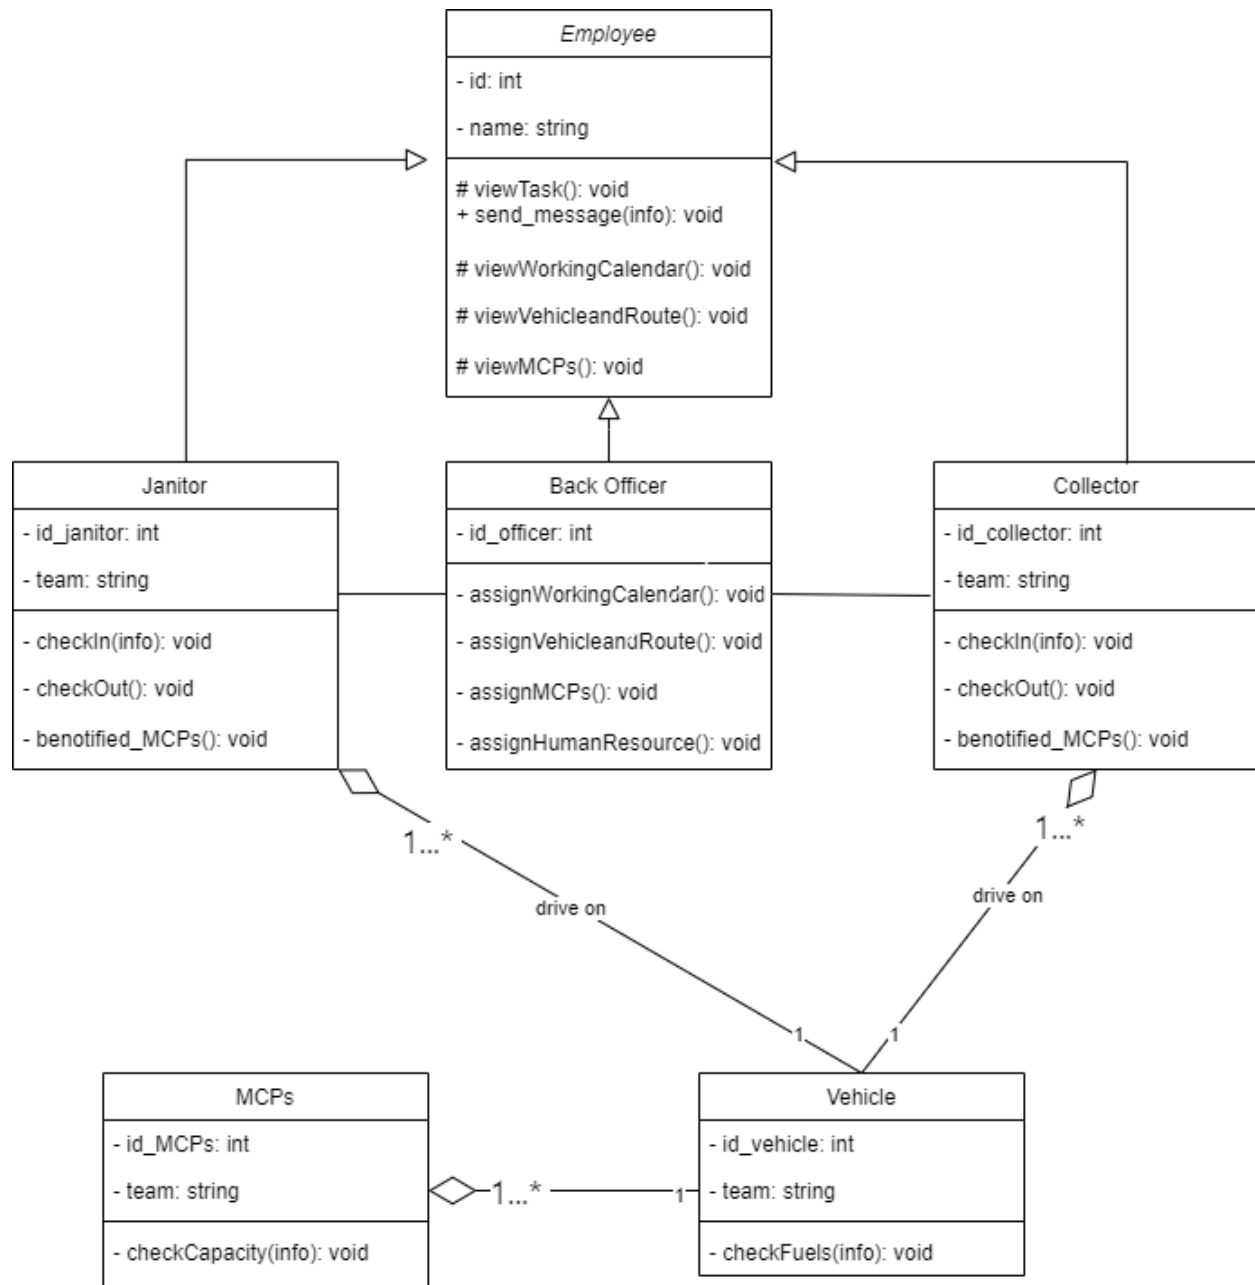 Employee
- id: int
- name: string
# viewTask(): void
+ send_message(info): void
# viewWorkingCalendar(): void
# viewVehicleandRoute(): void
# viewMCPs(): void
Janitor
- id_janitor: int
- team: string
- checkIn(info): void
- checkOut(): void
- benotified_MCPs(): void
Back Officer
- id_officer: int
- assignWorkingCalendar(): void
- assignVehicleandRoute(): void
- assignMCPs(): void
- assignHumanResource(): void
Collector
- id_collector: int
- team: string
- checkIn(info): void
- checkOut(): void
- benotified_MCPs(): void
1...*
drive on
1
1...*
drive on
1
MCPs
- id_MCPs: int
- team: string
- checkCapacity(info): void
1...*
1
Vehicle
- id_vehicle: int
- team: string
- checkFuels(info): void